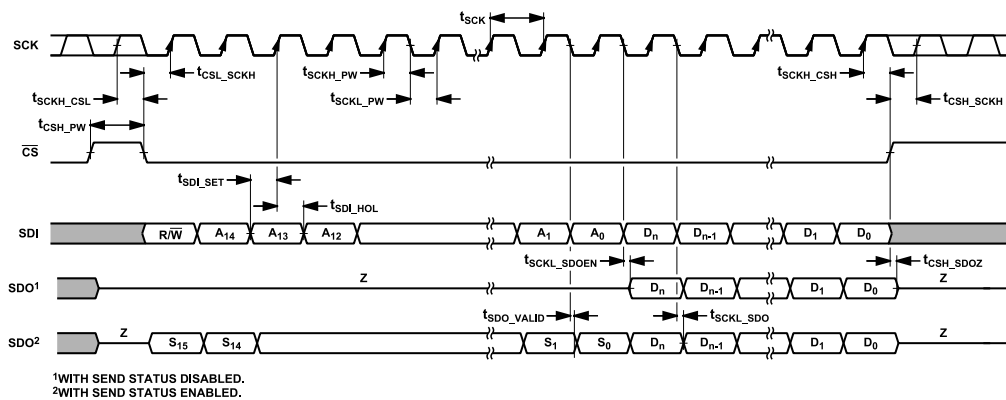 tSCK
SCK
tCSL_SCKH
tSCKH_PW
tSCKH_CSH
tSCKH_CSL
tSCKL_PW
tCSH_SCKH
tCSH_PW
CS
tSDI_SET
tSDI_HOL
SDI R/W A14 A13 A12 A1 A0 Dn Dn-1 D1 D0
tSCKL_SDOEN
tCSH_SDOZ
SDO1 Z Dn Dn-1 D1 D0 Z
tSDO_VALID
tSCKL_SDO
SDO2 Z S15 S14 S1 S0 Dn Dn-1 D1 D0 Z
1WITH SEND STATUS DISABLED.
2WITH SEND STATUS ENABLED.